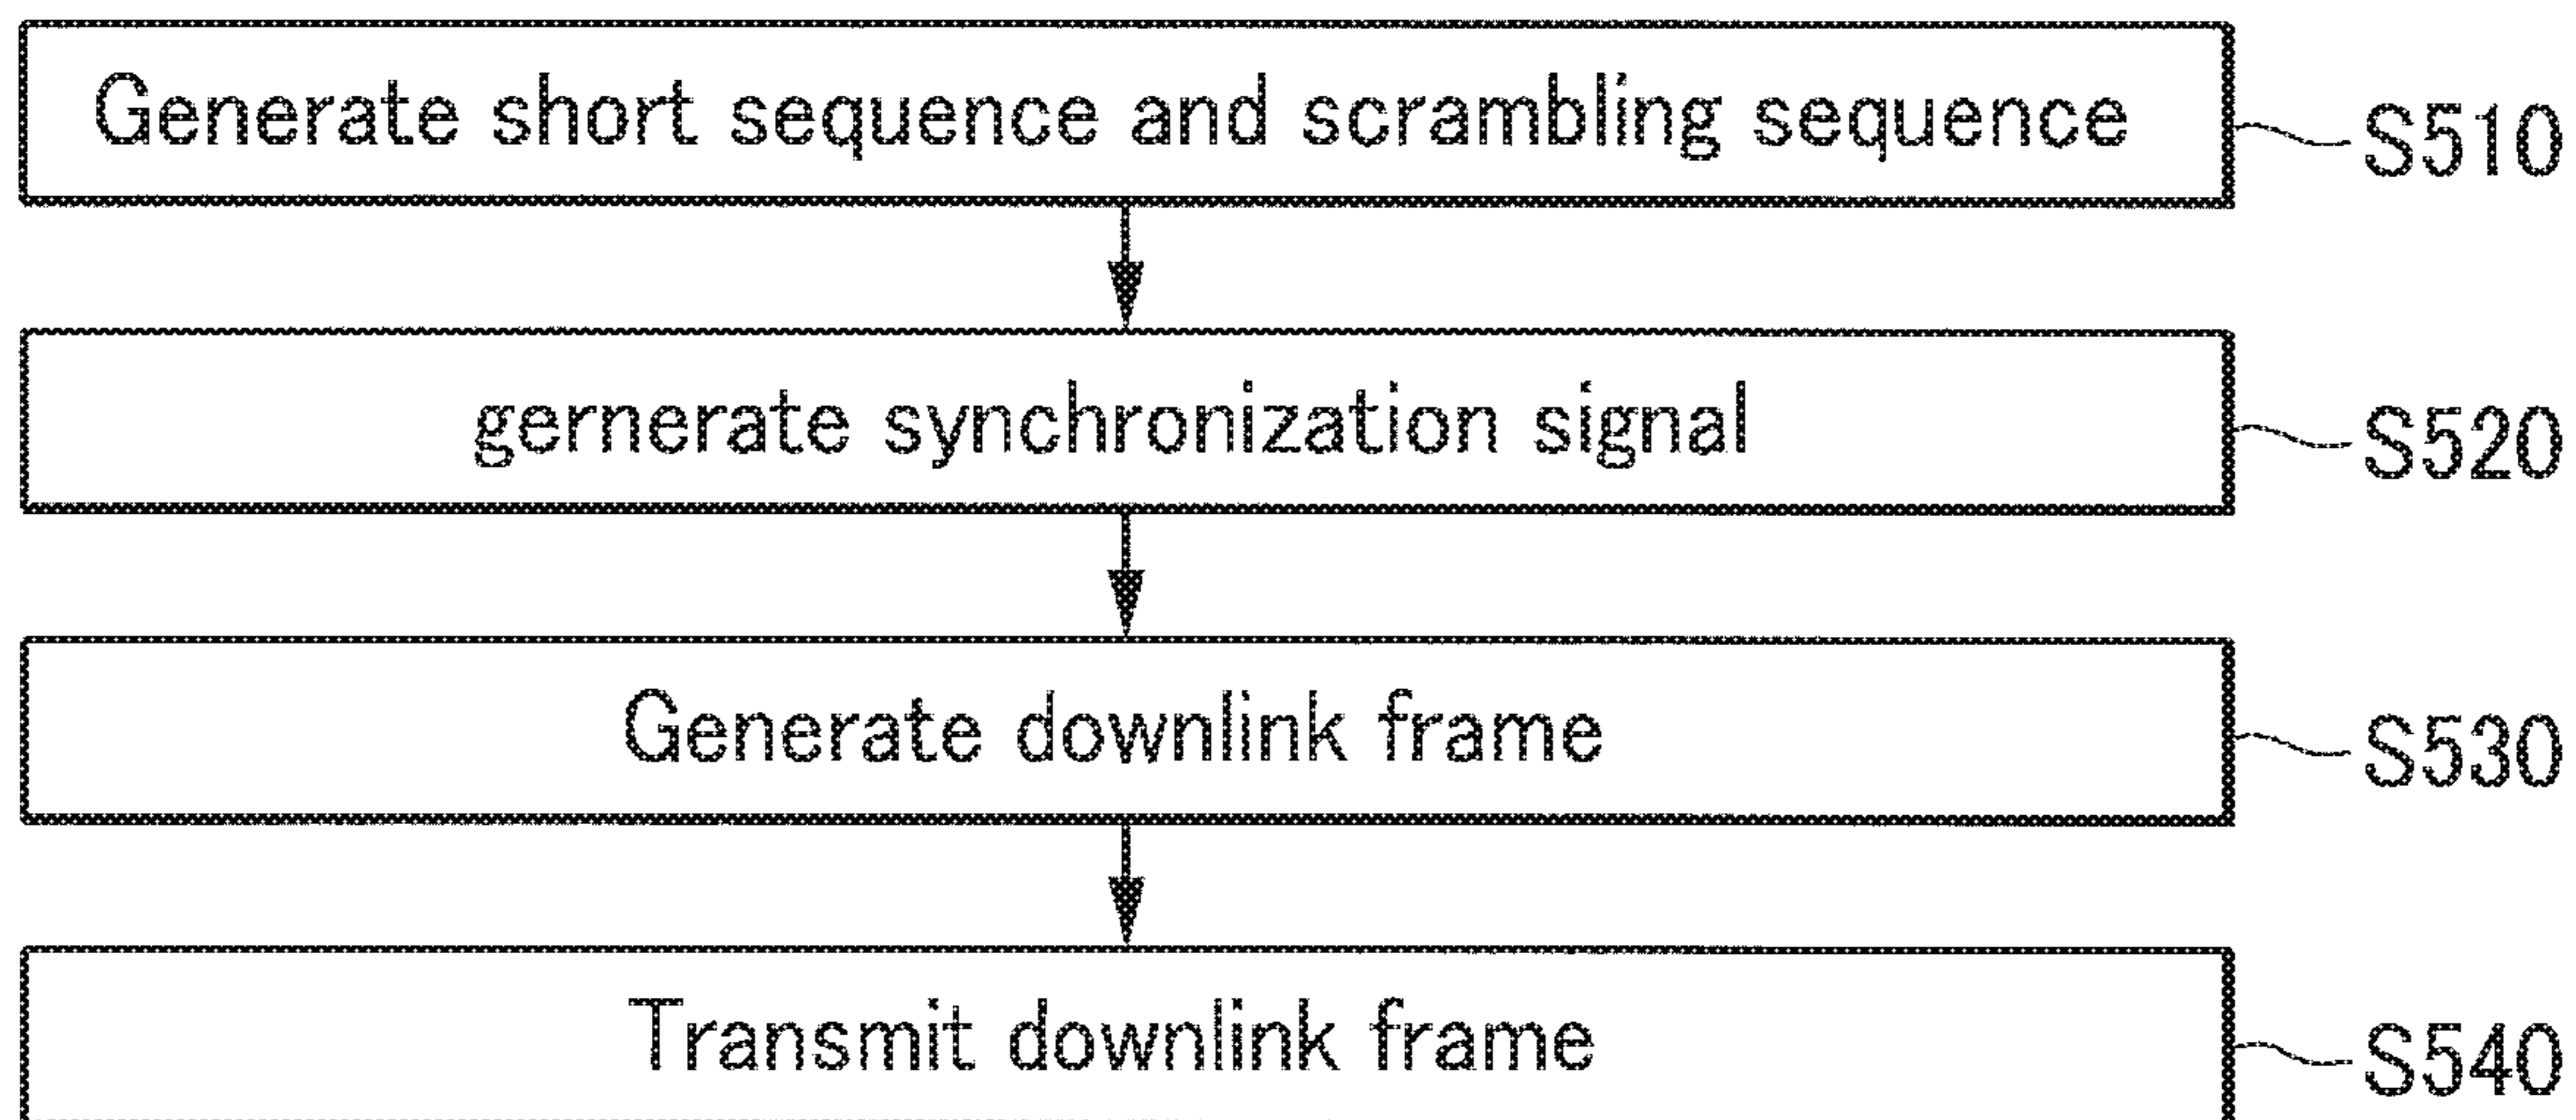 Generate short sequence and scrambling sequence
S510
gernerate synchronization signal
S520
Generate downlink frame
S530
Transmit downlink frame
S540